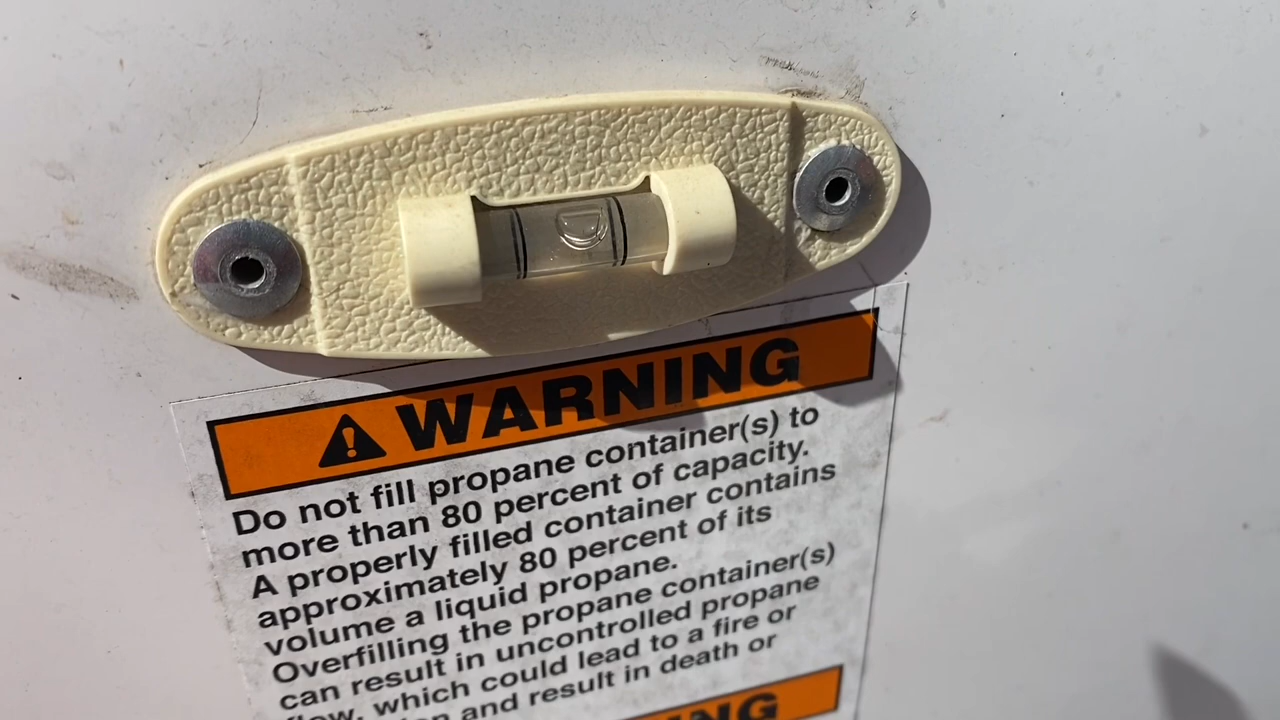 WARNING
Do not fill propane container(s) to
more than 80 percent of capacity.
A properly filled container contains
approximately 80 percent of its
volume a liquid propane.
Overfilling the propane container(s)
can result in uncontrolled propane
flow, which could lead to a fire or
and result in death or